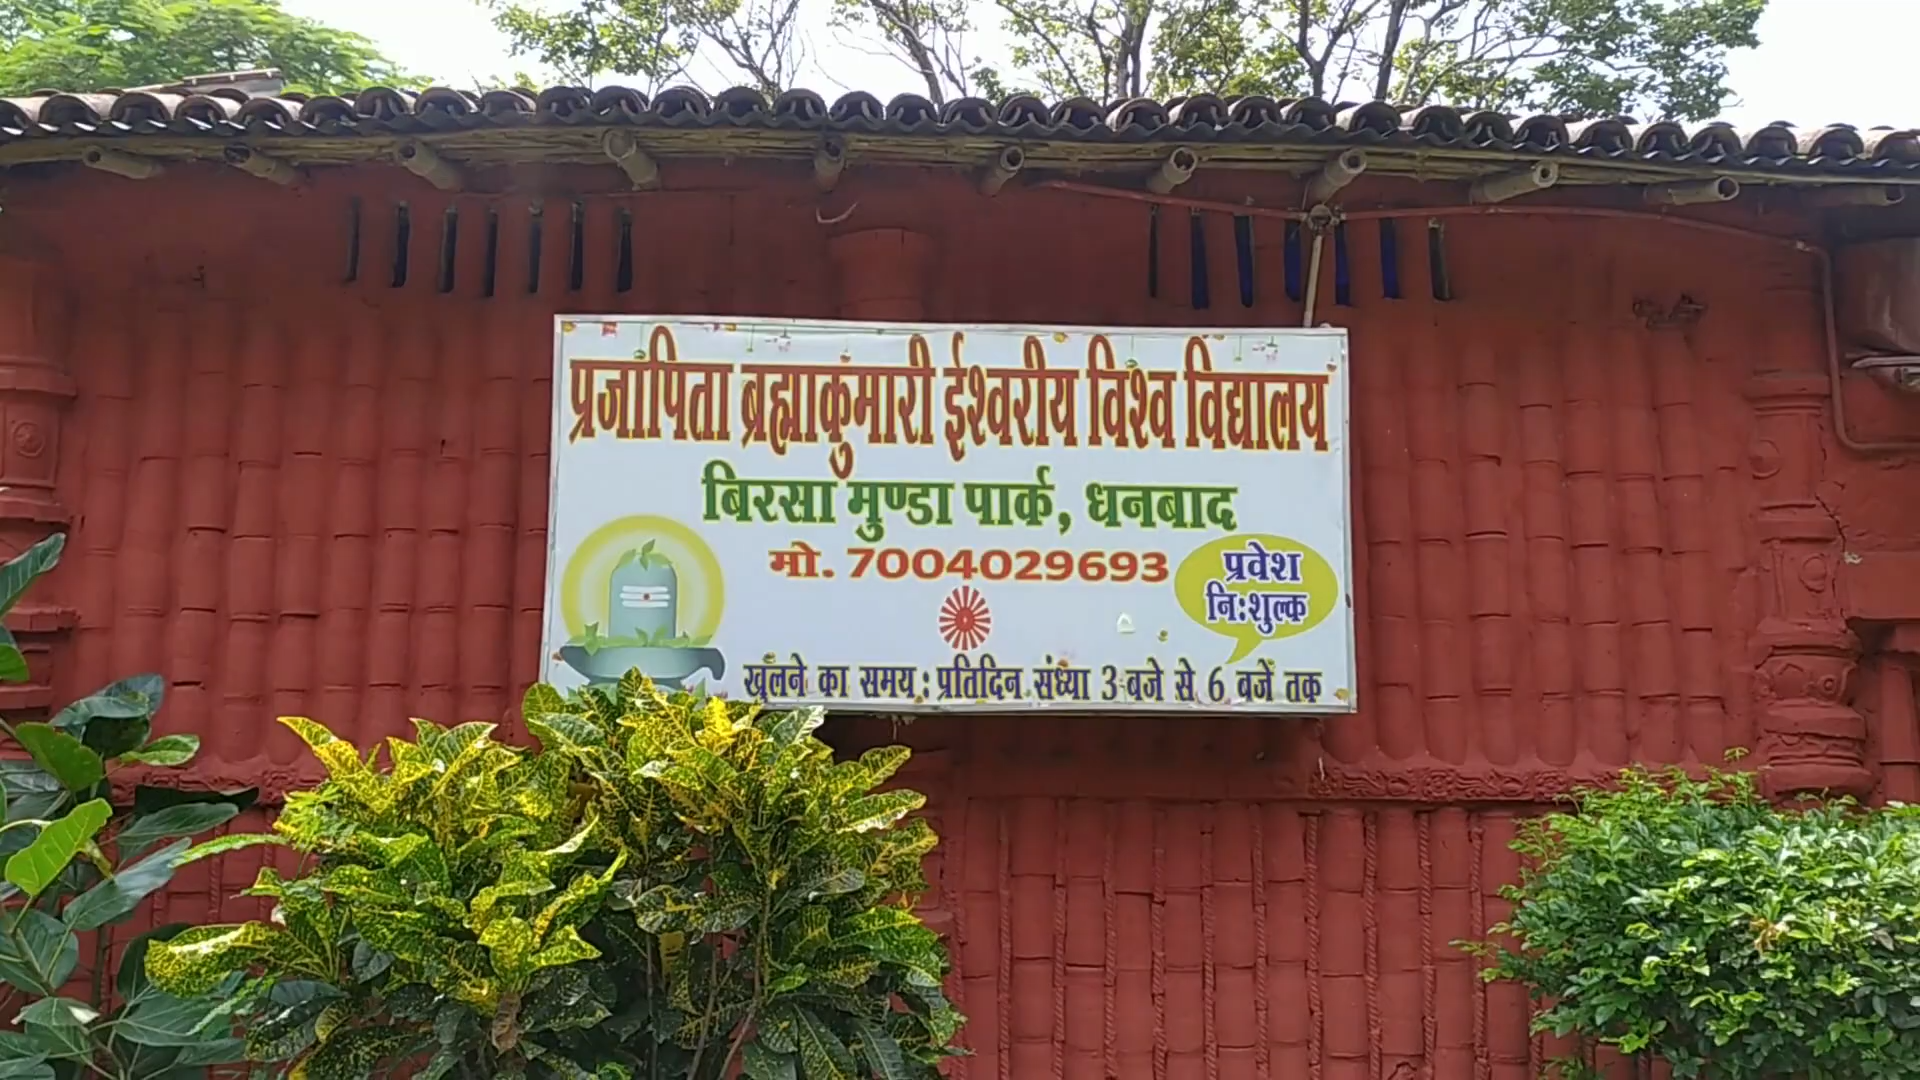 प्रजापिता ब्रह्माकुमारी ईश्वरीय विश्व विद्यालय
बिरसा मुण्डा पार्क, धनबाद
मो. 7004029693
प्रवेश
निःशुल्क
खुलने का समय : प्रतिदिन संध्या 3 बजे से 6 बजे तक